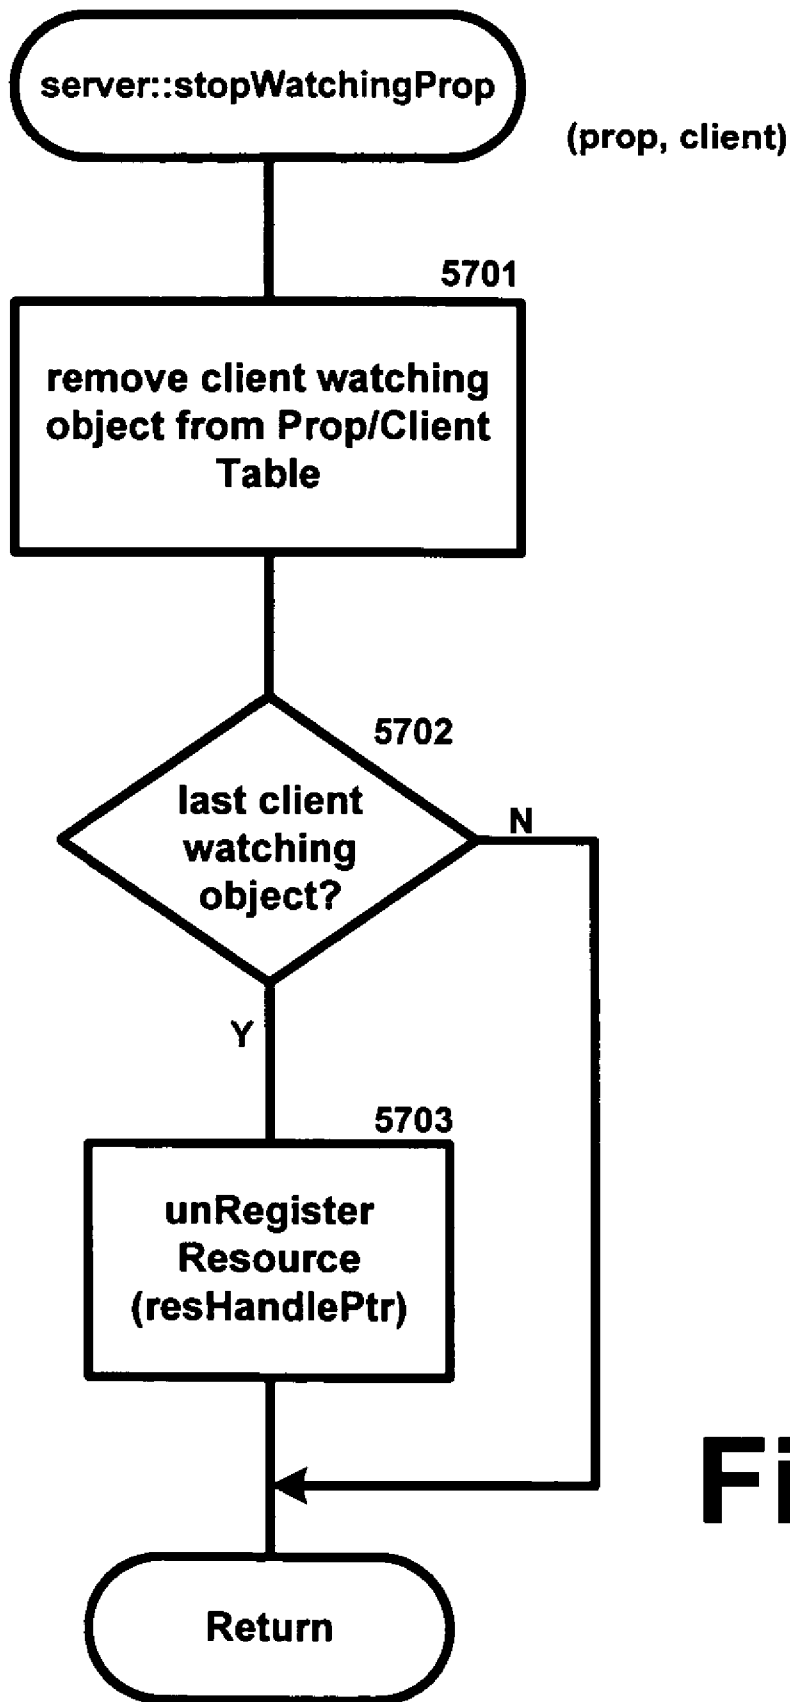 server::stopWatchingProp
(prop, client)
5701
remove client watching
object from Prop/Client
Table
5702
last client
watching
object?
N
Y
5703
unRegister
Resource
(resHandlePtr)
Return